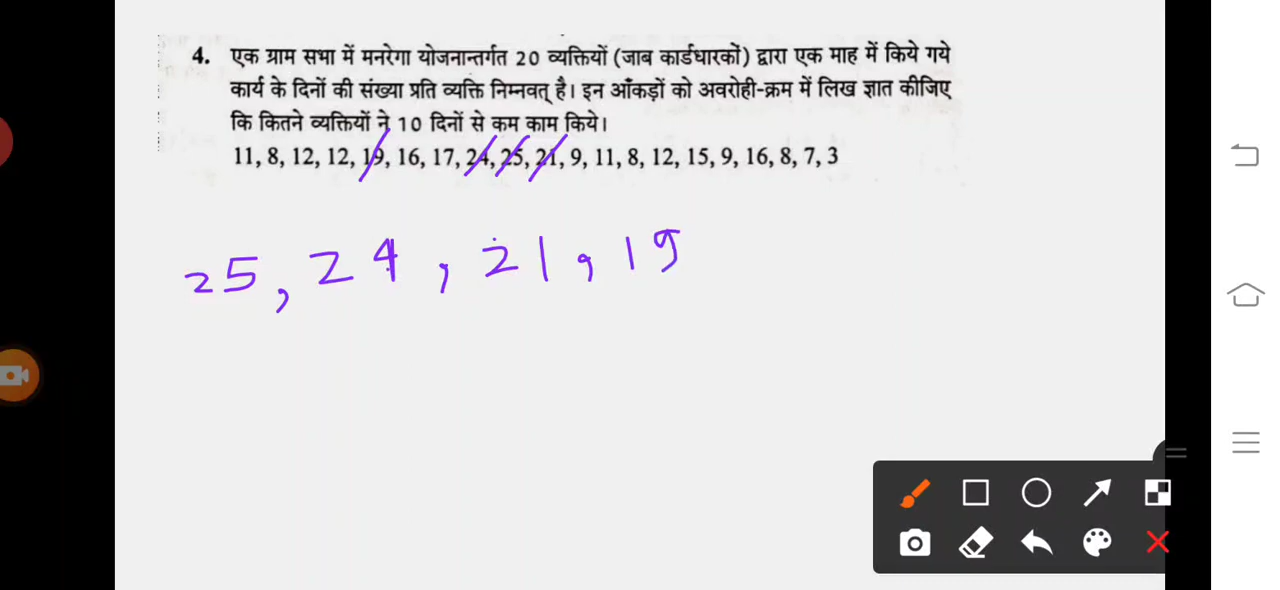 4. एक ग्राम सभा में मनरेगा योजनान्तर्गत 20 व्यक्तियों (जाब कार्डधारकों) द्वारा एक माह में किये गये
कार्य के दिनों की संख्या प्रति व्यक्ति निम्नवत् है। इन आँकड़ों को अवरोही-क्रम में लिख ज्ञात कीजिए
कि कितने व्यक्तियों ने 10 दिनों से कम काम किये।
11, 8, 12, 12, 19, 16, 17, 24, 25, 21, 9, 11, 8, 12, 15, 9, 16, 8, 7, 3
25, 24, 21, 19